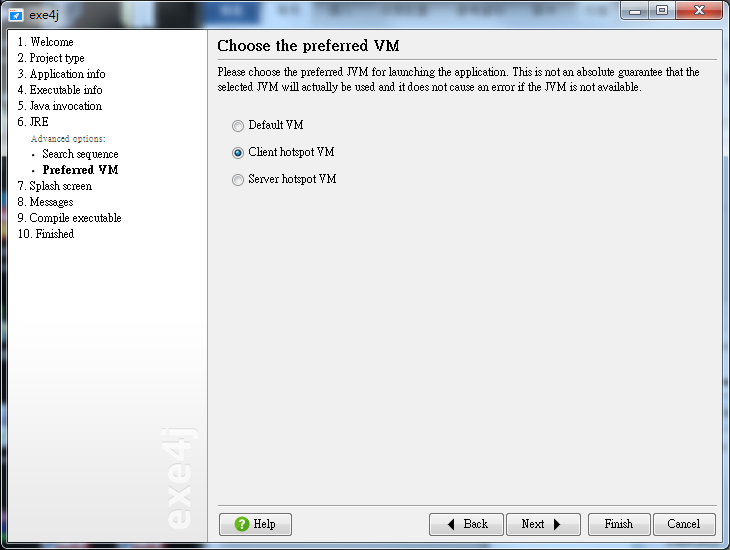 exe4j
1. Welcome
2. Project type
3. Application info
4. Executable info
5. Java invocation
6. JRE
Advanced options:
• Search sequence
• Preferred VM
7. Splash screen
8. Messages
9. Compile executable
10. Finished
exe4j
Choose the preferred VM
Please choose the preferred JVM for launching the application. This is not an absolute guarantee that the
selected JVM will actually be used and it does not cause an error if the JVM is not available.
Default VM
Client hotspot VM
Server hotspot VM
? Help
Back
Next
Finish
Cancel